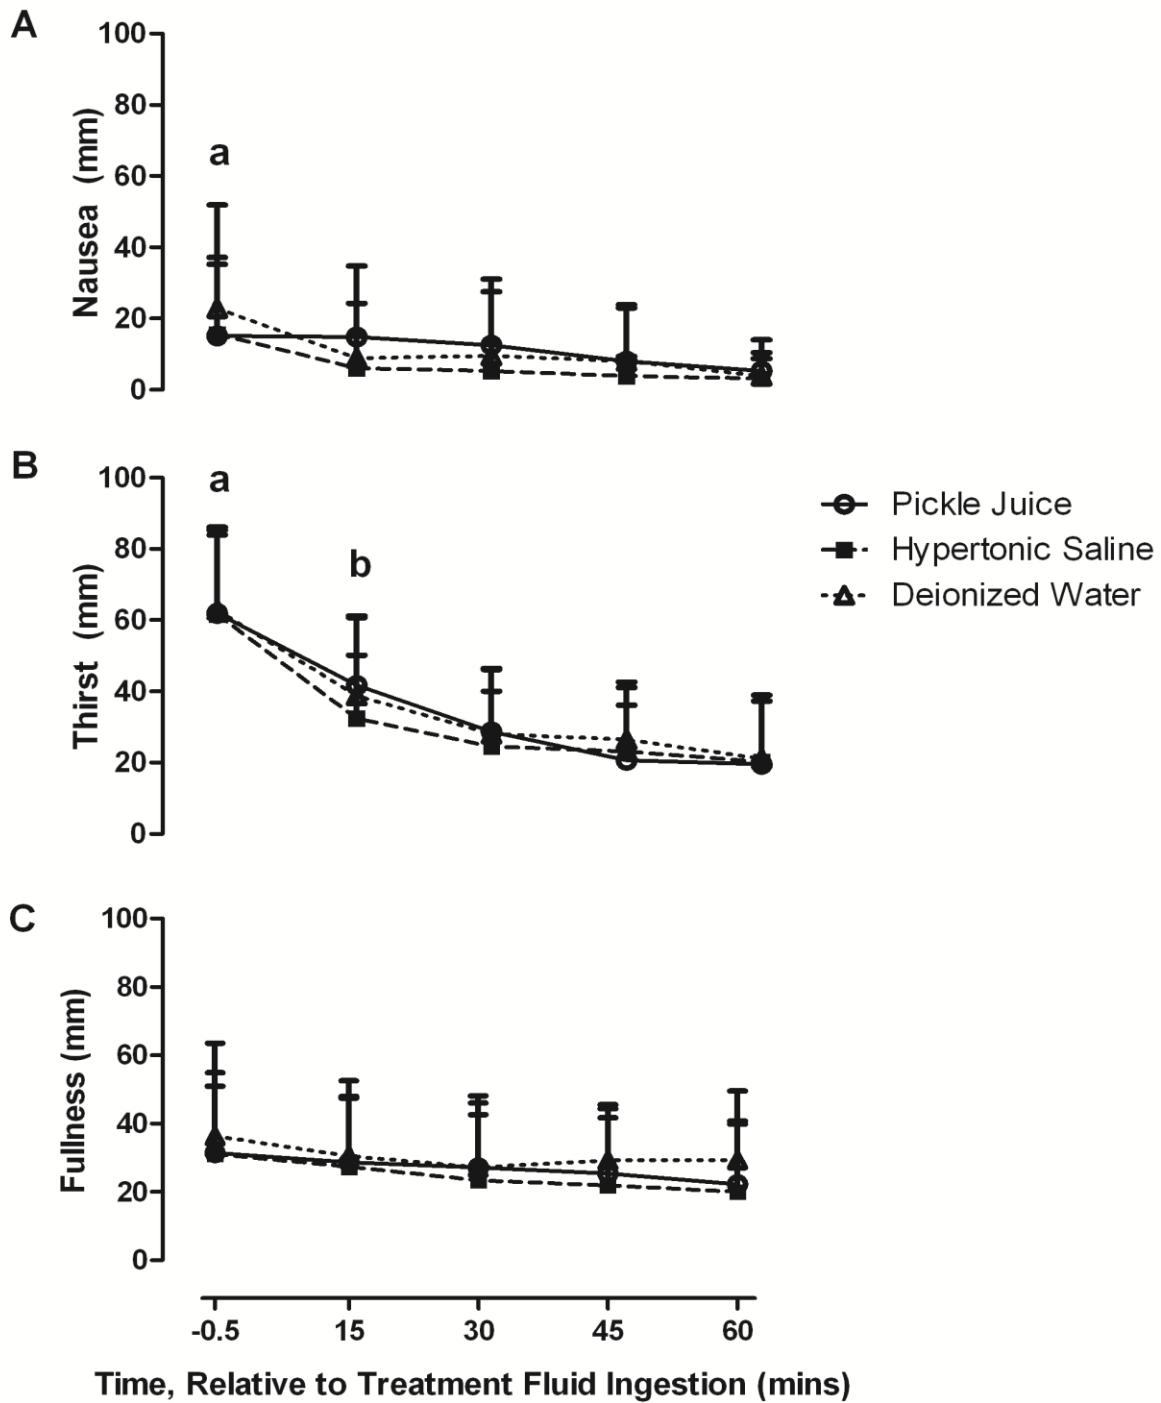 A
100
80
60
40
20
0
Nausea (mm)
a
B
100
80
60
40
20
0
Thirst (mm)
a
b
Pickle Juice
Hypertonic Saline
Deionized Water
C
100
80
60
40
20
0
Fullness (mm)
-0.5 15 30 45 60
Time, Relative to Treatment Fluid Ingestion (mins)